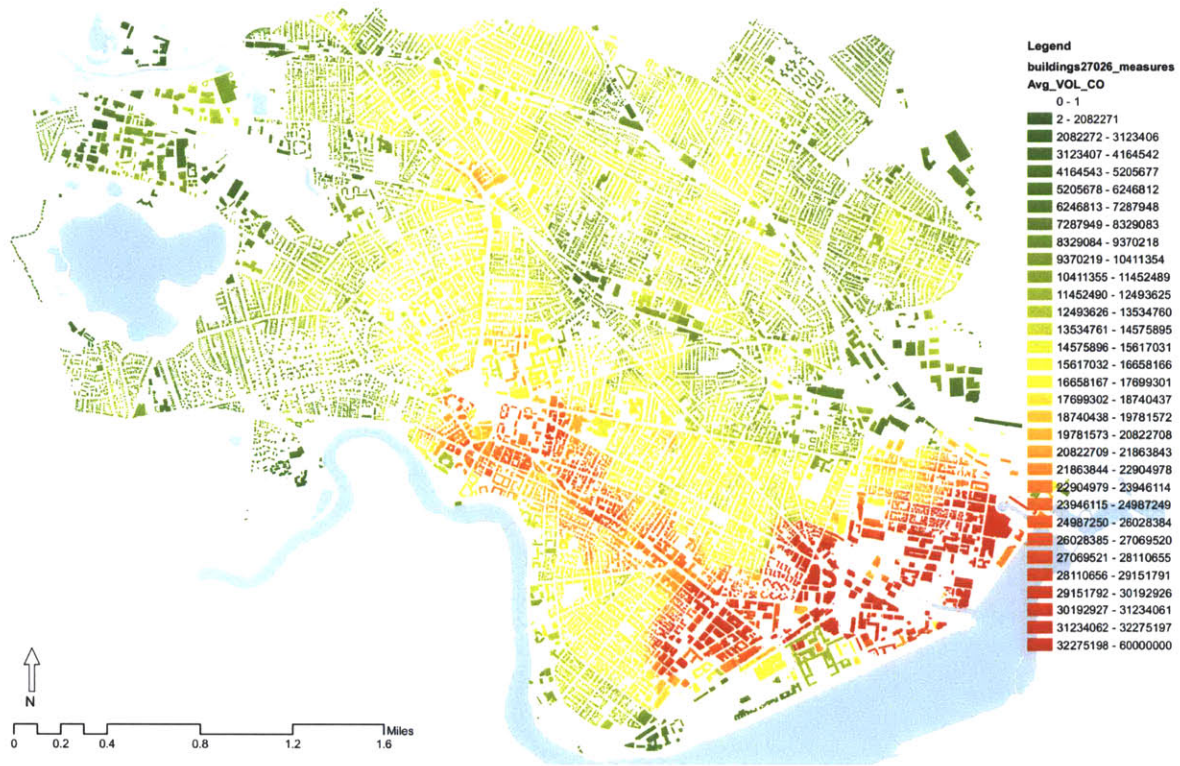 Legend
buildings27026_measures
Avg_VOL_CO
0 - 1
2 - 2082271
2082272 - 3123406
3123407 - 4164542
4164543 - 5205677
5205678 - 6246812
6246813 - 7287948
7287949 - 8329083
8329084 - 9370218
9370219 - 10411354
10411355 - 11452489
11452490 - 12493625
12493626 - 13534760
13534761 - 14575895
14575896 - 15617031
15617032 - 16658166
16658167 - 17699301
17699302 - 18740437
18740438 - 19781572
19781573 - 20822708
20822709 - 21863843
21863844 - 22904978
22904979 - 23946114
23946115 - 24987249
24987250 - 26028384
26028385 - 27069520
27069521 - 28110655
28110656 - 29151791
29151792 - 30192926
30192927 - 31234061
31234062 - 32275197
32275198 - 60000000
N
Miles
0 0.2 0.4 0.8 1.2 1.6